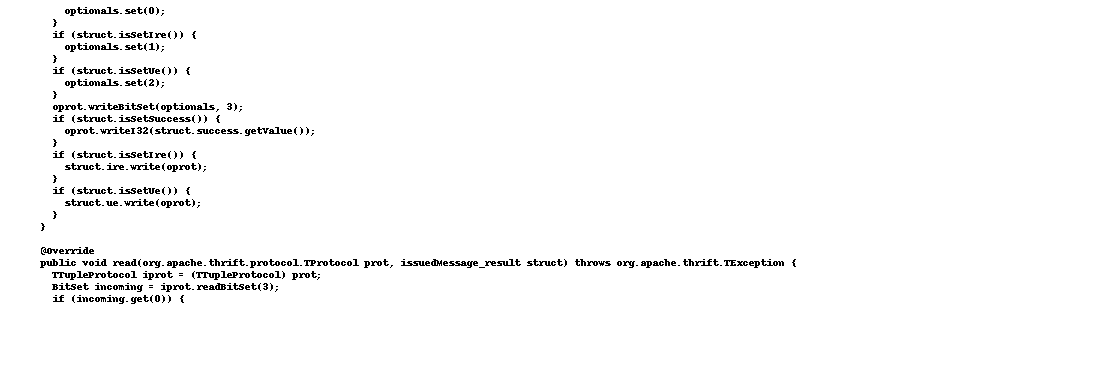 optionals.set(0);
}
if (struct.isSetIre()) {
optionals.set(1);
}
if (struct.isSetUe()) {
optionals.set(2);
}
oprot.writeBitSet(optionals, 3);
if (struct.isSetSuccess()) {
oprot.writeI32(struct.success.getValue());
}
if (struct.isSetIre()) {
struct.ire.write(oprot);
}
if (struct.isSetUe()) {
struct.ue.write(oprot);
}
}
@Override
public void read(org.apache.thrift.protocol.TProtocol prot, issuedMessage_result struct) throws org.apache.thrift.TException {
TTupleProtocol iprot = (TTupleProtocol) prot;
BitSet incoming = iprot.readBitSet(3);
if (incoming.get(0)) {